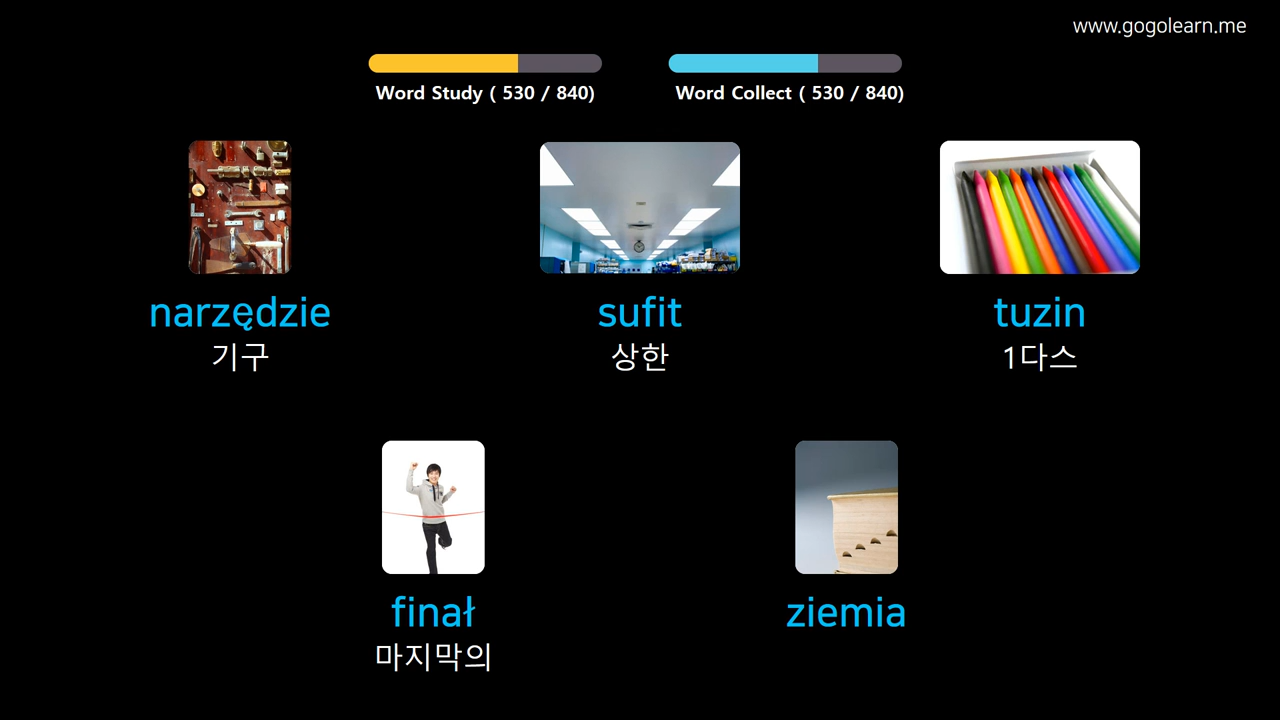 www.gogolearn.me
Word Study ( 530 / 840)
Word Collect ( 530 / 840)
narzędzie
기구
sufit
상한
tuzin
1다스
finał
마지막의
ziemia